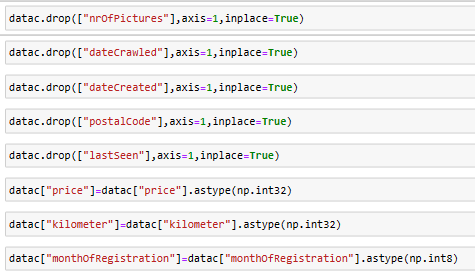 datac.drop(["nrOfPictures"],axis=1,inplace=True)
datac.drop(["dateCrawled"],axis=1,inplace=True)
datac.drop(["dateCreated"],axis=1,inplace=True)
datac.drop(["postalCode"],axis=1,inplace=True)
datac.drop(["lastSeen"],axis=1,inplace=True)
datac["price"]=datac["price"].astype(np.int32)
datac["kilometer"]=datac["kilometer"].astype(np.int32)
datac["monthOfRegistration"]=datac["monthOfRegistration"].astype(np.int8)